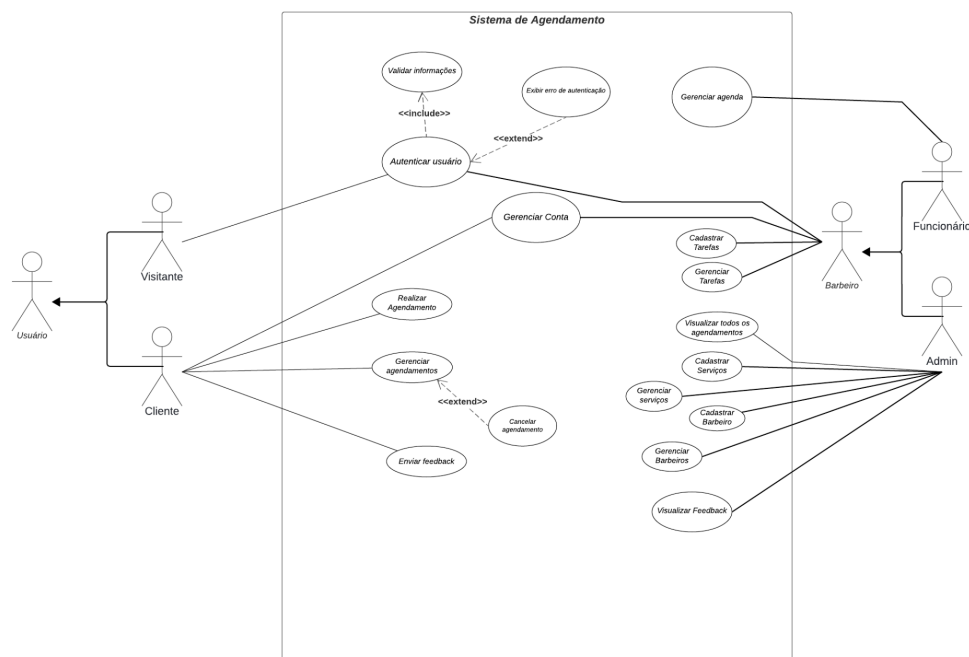 Sistema de Agendamento
Validar informações
Exibir erro de autenticação
Gerenciar agenda
<<include>>
<<extend>>
Autenticar usuário
Gerenciar Conta
Funcionário
Cadastrar
Tarefas
Gerenciar
Tarefas
Visitante
Barbeiro
Usuário
Realizar
Agendamento
Visualizar todos os
agendamentos
Gerenciar
agendamentos
Cadastrar
Serviços
Admin
Gerenciar
serviços
<<extend>>
Cliente
Cadastrar
Barbeiro
Cancelar
agendamento
Gerenciar
Barbeiros
Enviar feedback
Visualizar Feedback